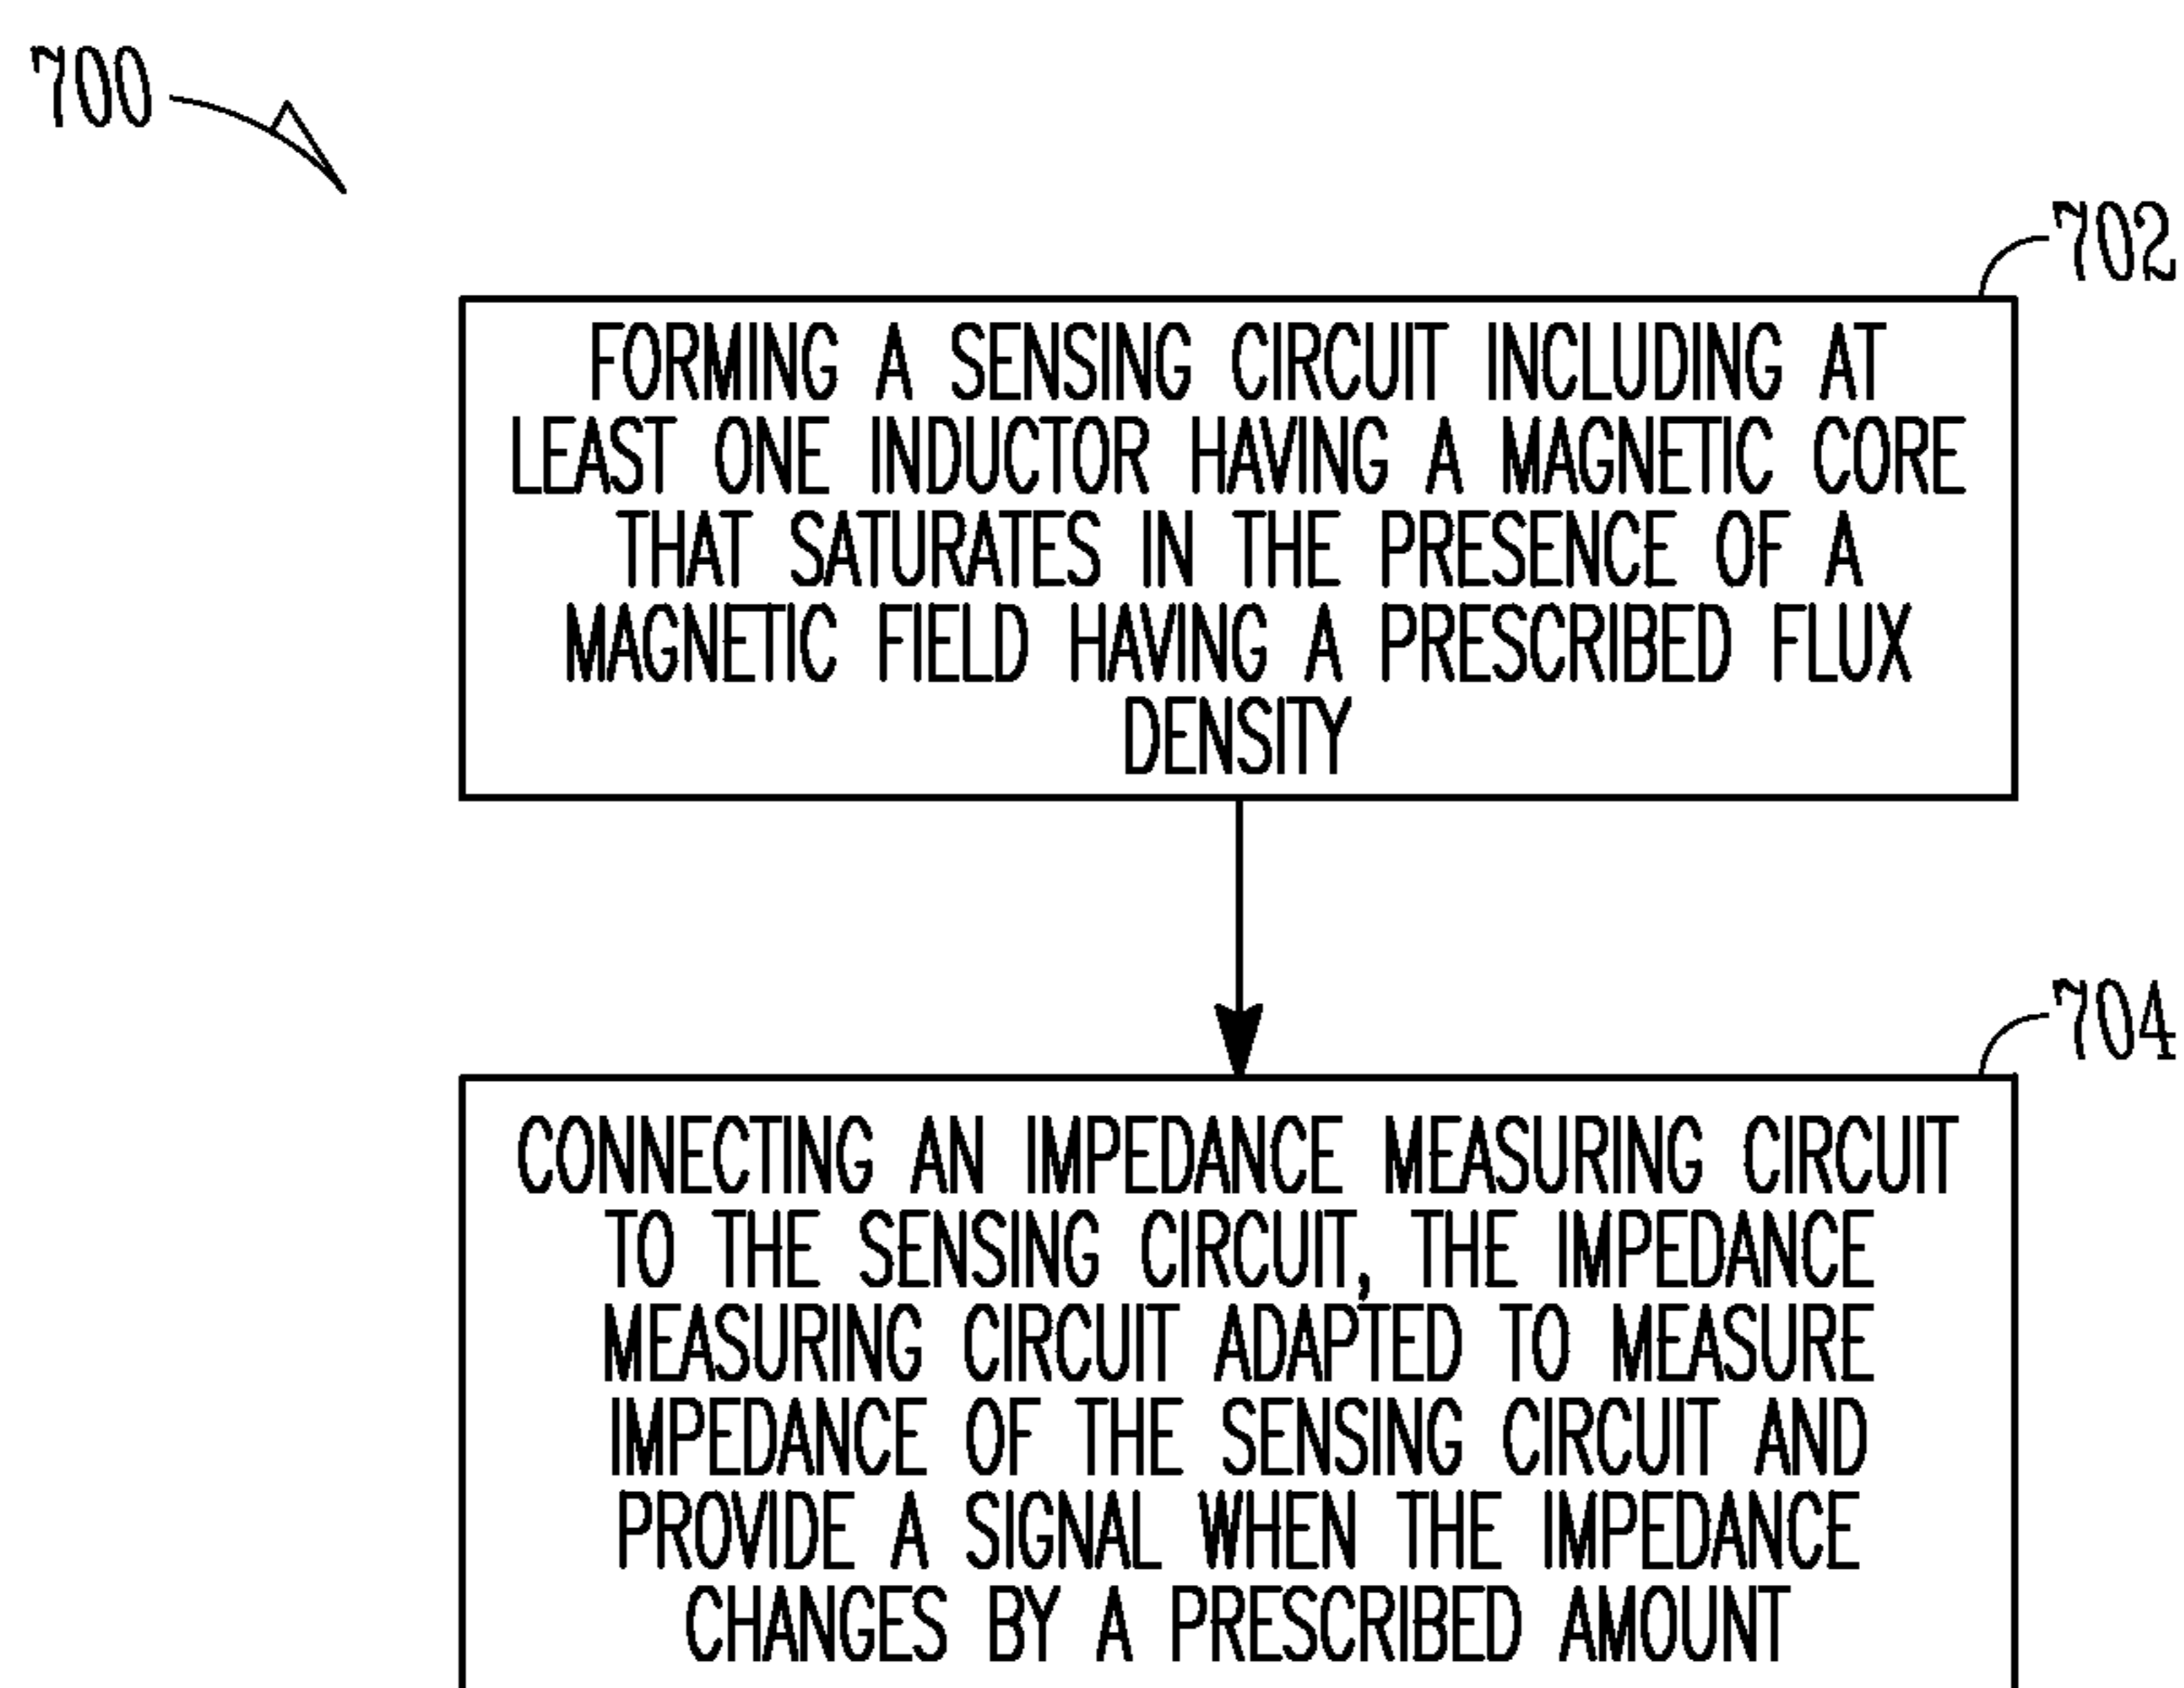 700
702
FORMING A SENSING CIRCUIT INCLUDING AT
LEAST ONE INDUCTOR HAVING A MAGNETIC CORE
THAT SATURATES IN THE PRESENCE OF A
MAGNETIC FIELD HAVING A PRESCRIBED FLUX
DENSITY
704
CONNECTING AN IMPEDANCE MEASURING CIRCUIT
TO THE SENSING CIRCUIT, THE IMPEDANCE
MEASURING CIRCUIT ADAPTED TO MEASURE
IMPEDANCE OF THE SENSING CIRCUIT AND
PROVIDE A SIGNAL WHEN THE IMPEDANCE
CHANGES BY A PRESCRIBED AMOUNT